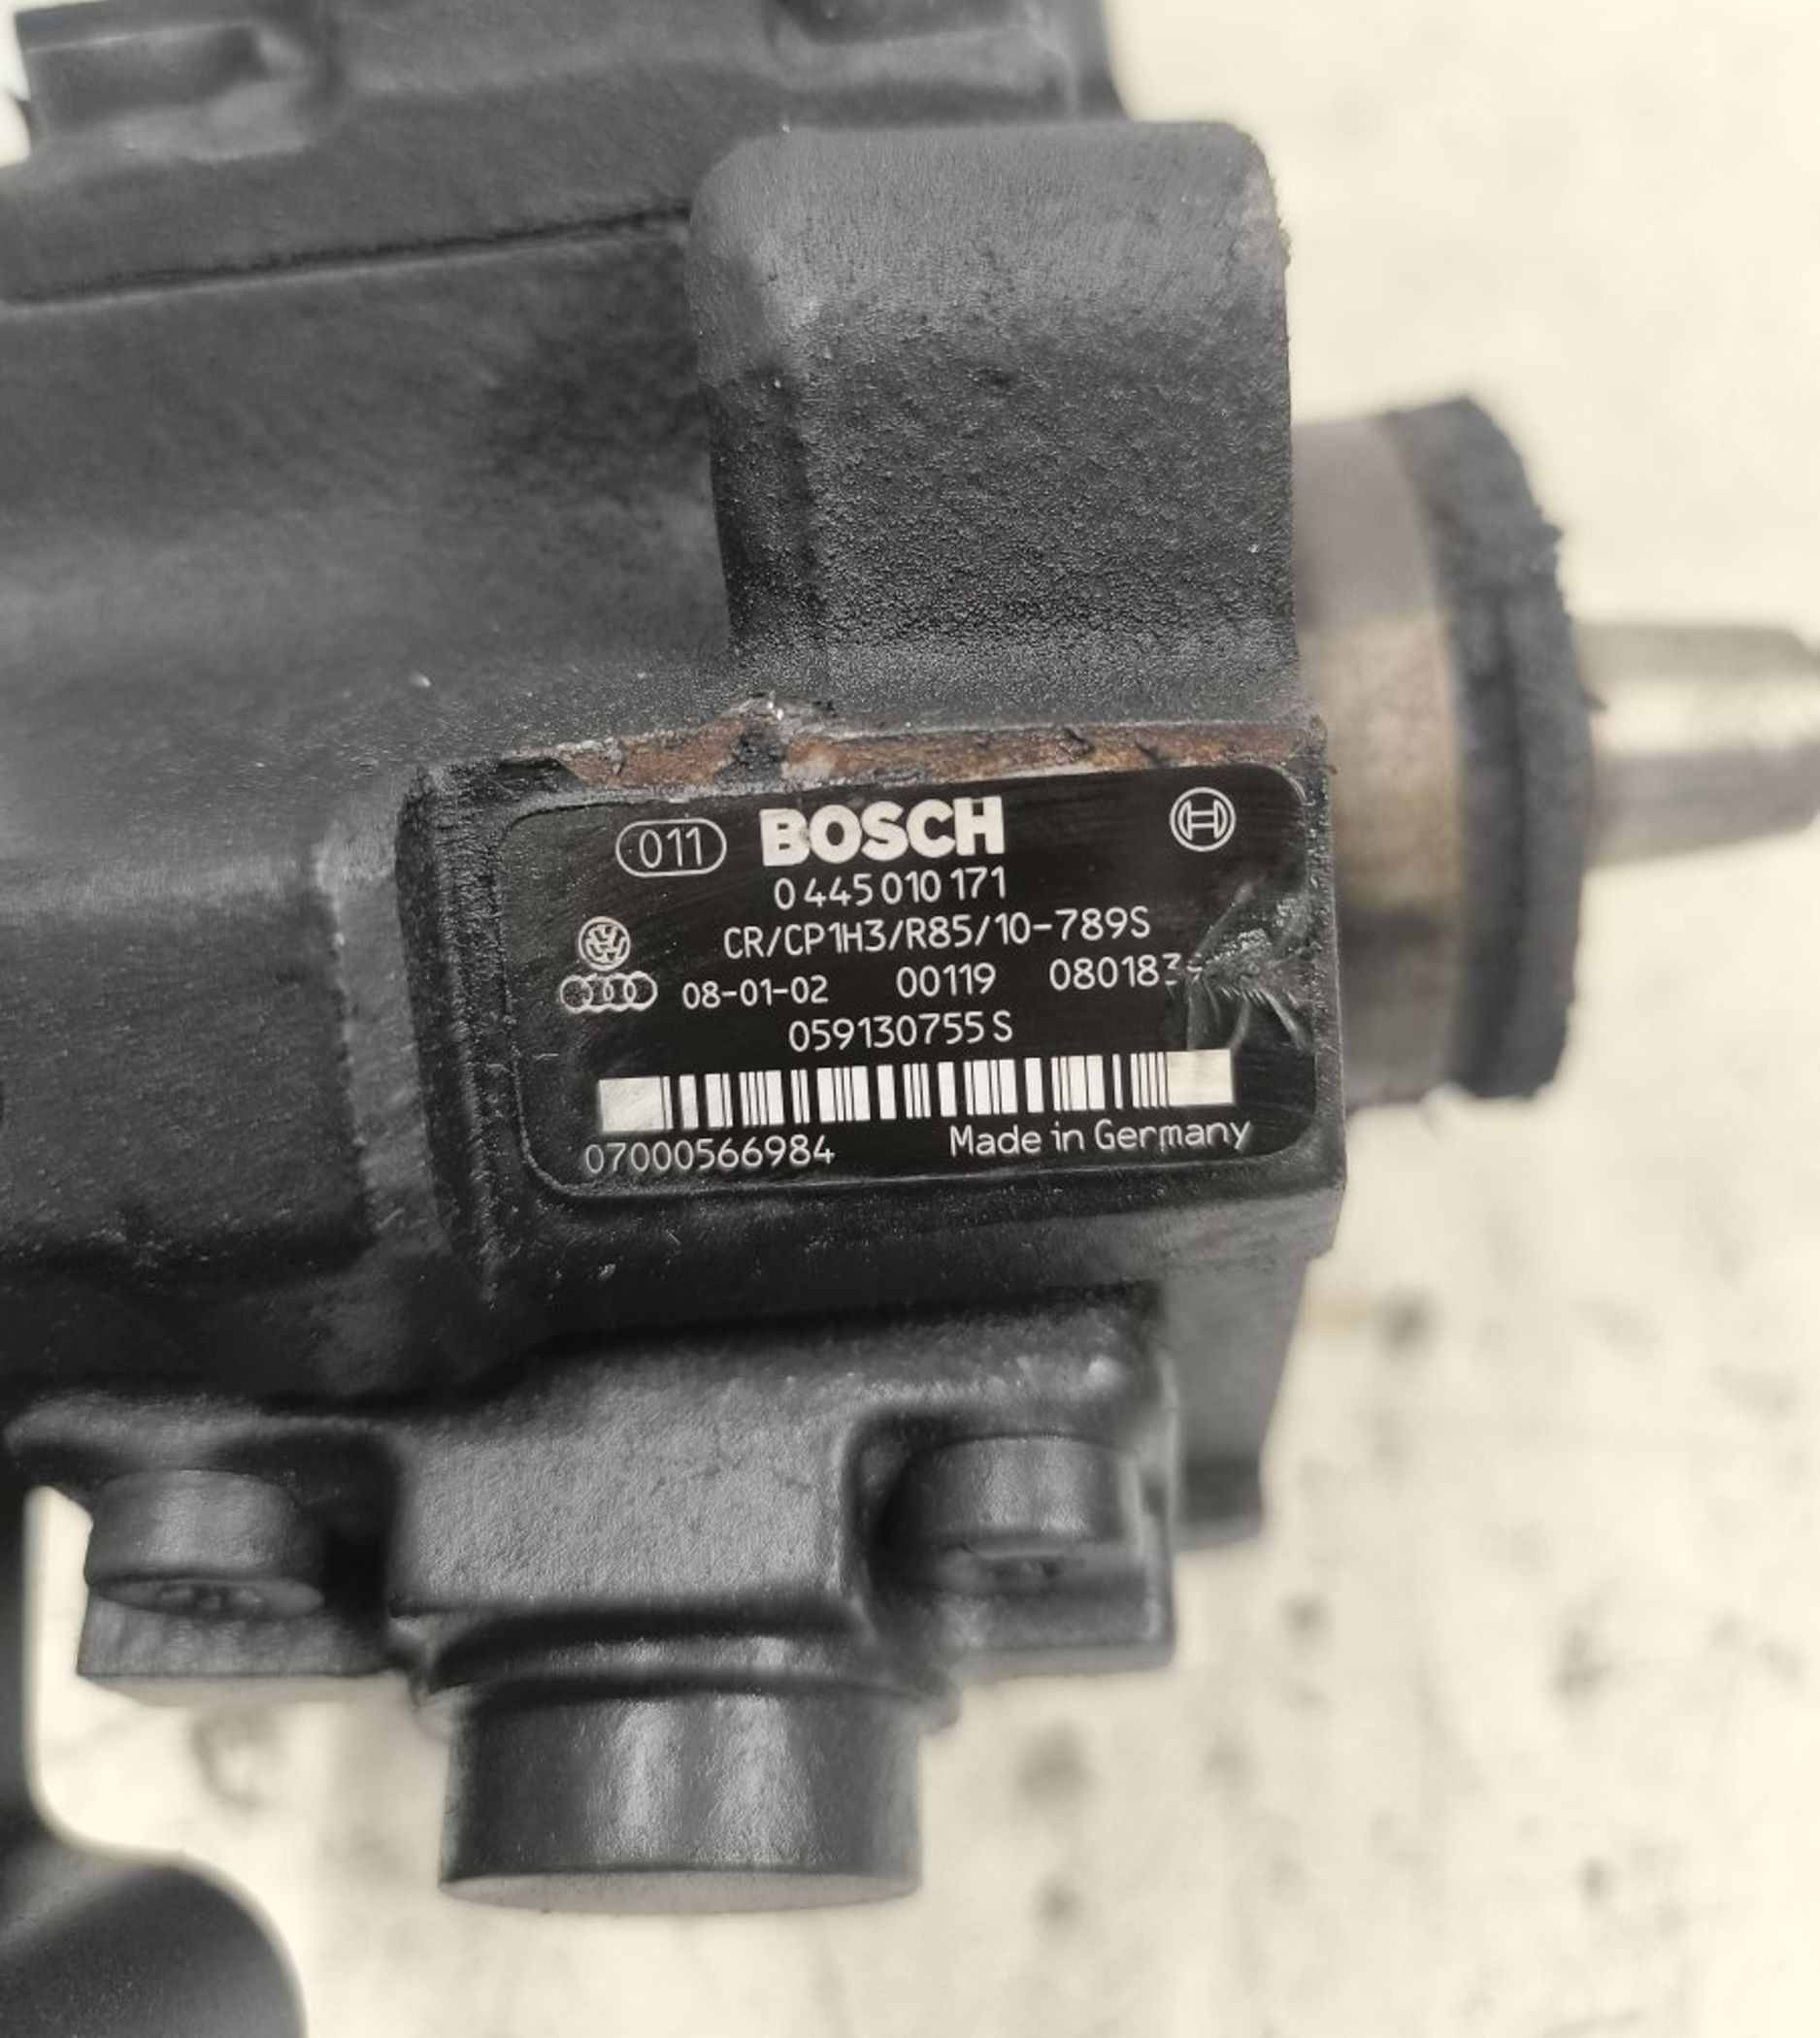 011 BOSCH
0 445 010 171
CR/CP1H3/R85/10-789S
08-01-02 00119
059130755 S
07000566984 Made in Germany